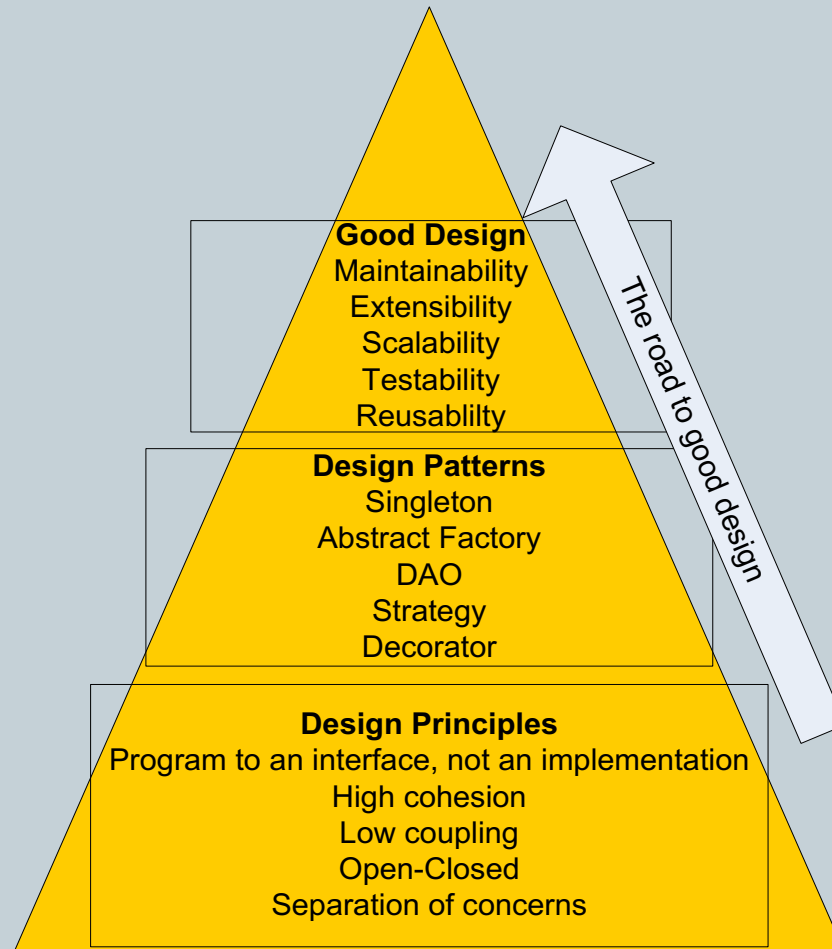 Good Design
Maintainability
Extensibility
Scalability
Testability
Reusablilty
Design Patterns
Singleton
Abstract Factory
DAO
Strategy
Decorator
Design Principles
Program to an interface, not an implementation
High cohesion
Low coupling
Open-Closed
Separation of concerns
The road to good design